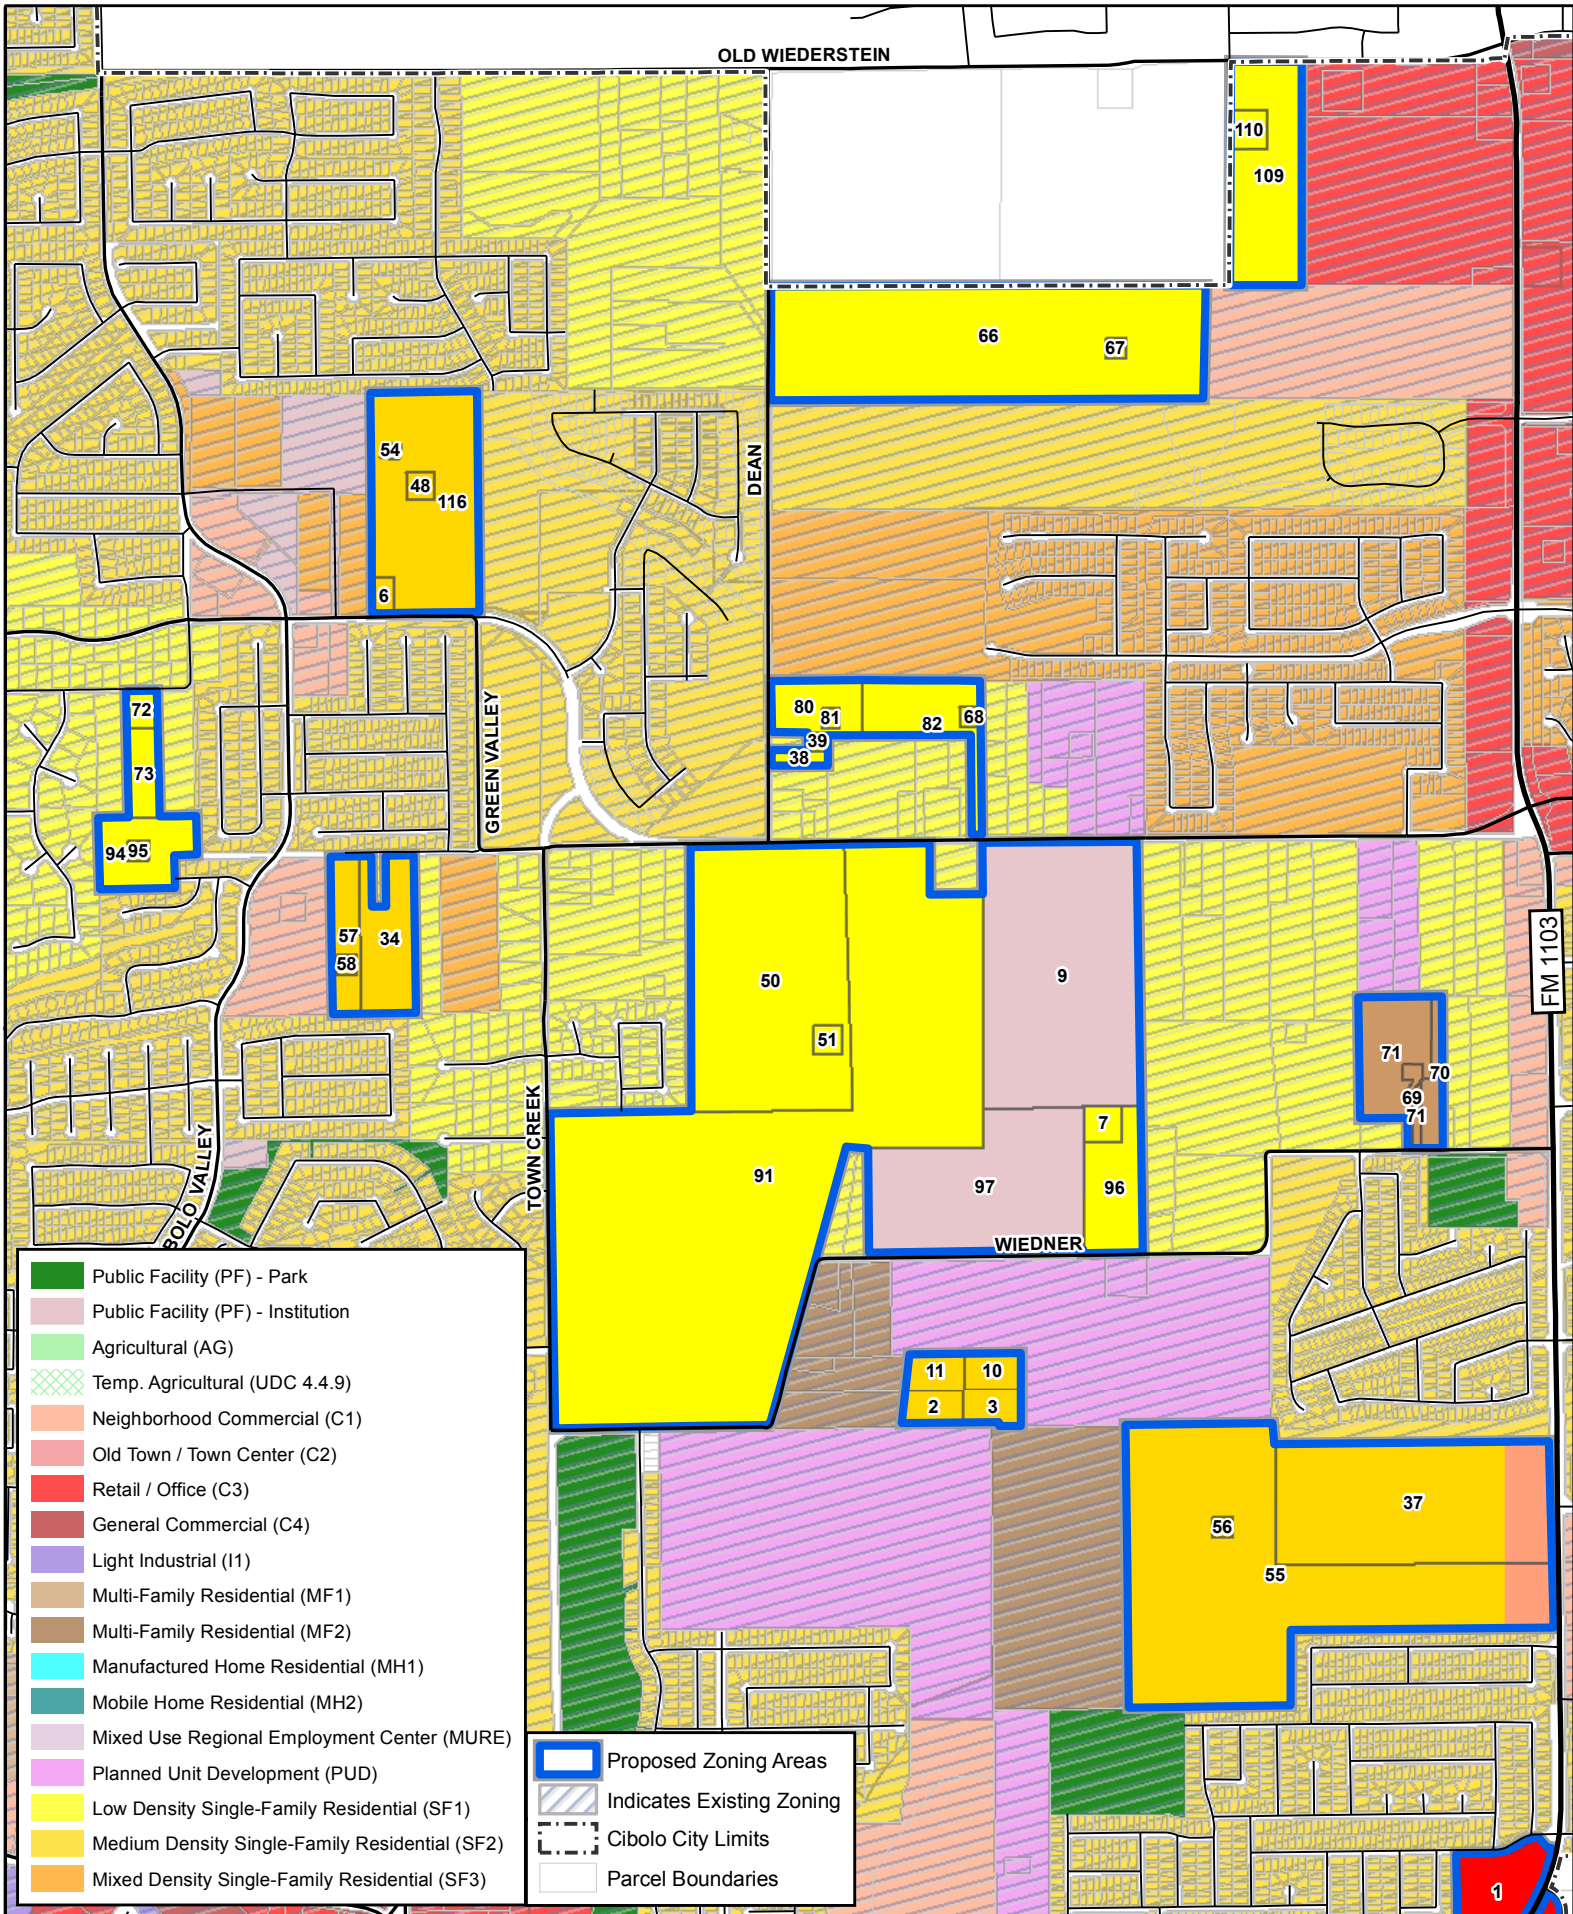 OLD WIEDERSTEIN
110
109
66
67
54
48
116
6
DEAN
72
73
94
95
GREEN VALLEY
80
81
82
68
39
38
57
58
34
50
51
9
FM 1103
71
70
69
71
7
96
97
91
TOWN CREEK
BOLO VALLEY
WIEDNER
11
10
2
3
37
56
55
1
Public Facility (PF) - Park
Public Facility (PF) - Institution
Agricultural (AG)
Temp. Agricultural (UDC 4.4.9)
Neighborhood Commercial (C1)
Old Town / Town Center (C2)
Retail / Office (C3)
General Commercial (C4)
Light Industrial (I1)
Multi-Family Residential (MF1)
Multi-Family Residential (MF2)
Manufactured Home Residential (MH1)
Mobile Home Residential (MH2)
Mixed Use Regional Employment Center (MURE)
Planned Unit Development (PUD)
Low Density Single-Family Residential (SF1)
Medium Density Single-Family Residential (SF2)
Mixed Density Single-Family Residential (SF3)
Proposed Zoning Areas
Indicates Existing Zoning
Cibolo City Limits
Parcel Boundaries